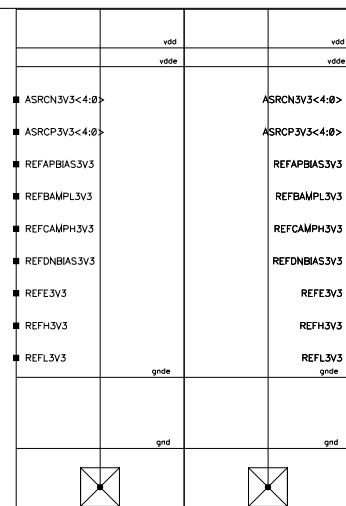 vdd vdd
vdde vdde
ASRCN3V3<4:0> ASRCN3V3<4:0>
ASRCP3V3<4:0> ASRCP3V3<4:0>
REFAPBIAS3V3 REFAPBIAS3V3
REFBAMPL3V3 REFBAMPL3V3
REFCAMPH3V3 REFCAMPH3V3
REFDNBIAS3V3 REFDNBIAS3V3
REFE3V3 REFE3V3
REFH3V3 REFH3V3
REFL3V3 REFL3V3
gnde gnde
gnd gnd